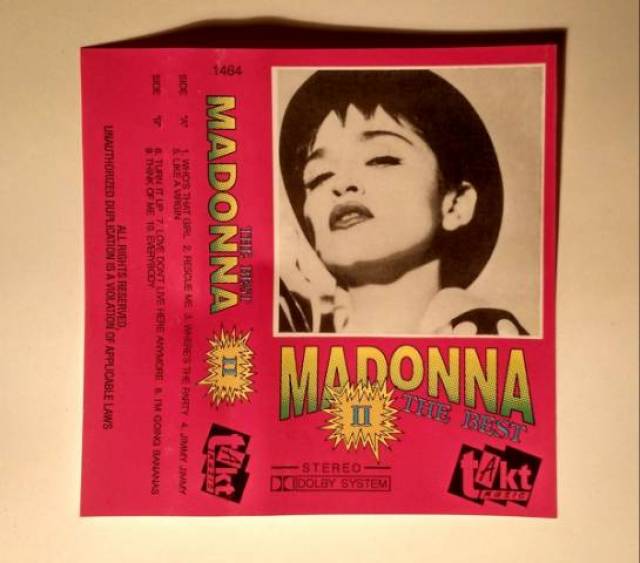 MADONNA
II
THE BEST
STEREO
DOLBY SYSTEM
takt
MUSIC
1464
MADONNA
THE BEST
II
takt
MUSIC
SIDE "A" 1. WHO'S THAT GIRL 2. RESCUE ME 3. WHERE'S THE PARTY 4. JIMMY JIMMY
5. LIKE A VIRGIN
SIDE "B" 6. TURN IT UP 7. LOVE DON'T LIVE HERE ANYMORE 8. I'M GOING BANANAS
9. THINK OF ME 10. EVERYBODY
ALL RIGHTS RESERVED,
UNAUTHORIZED DUPLICATION IS A VIOLATION OF APPLICABLE LAWS